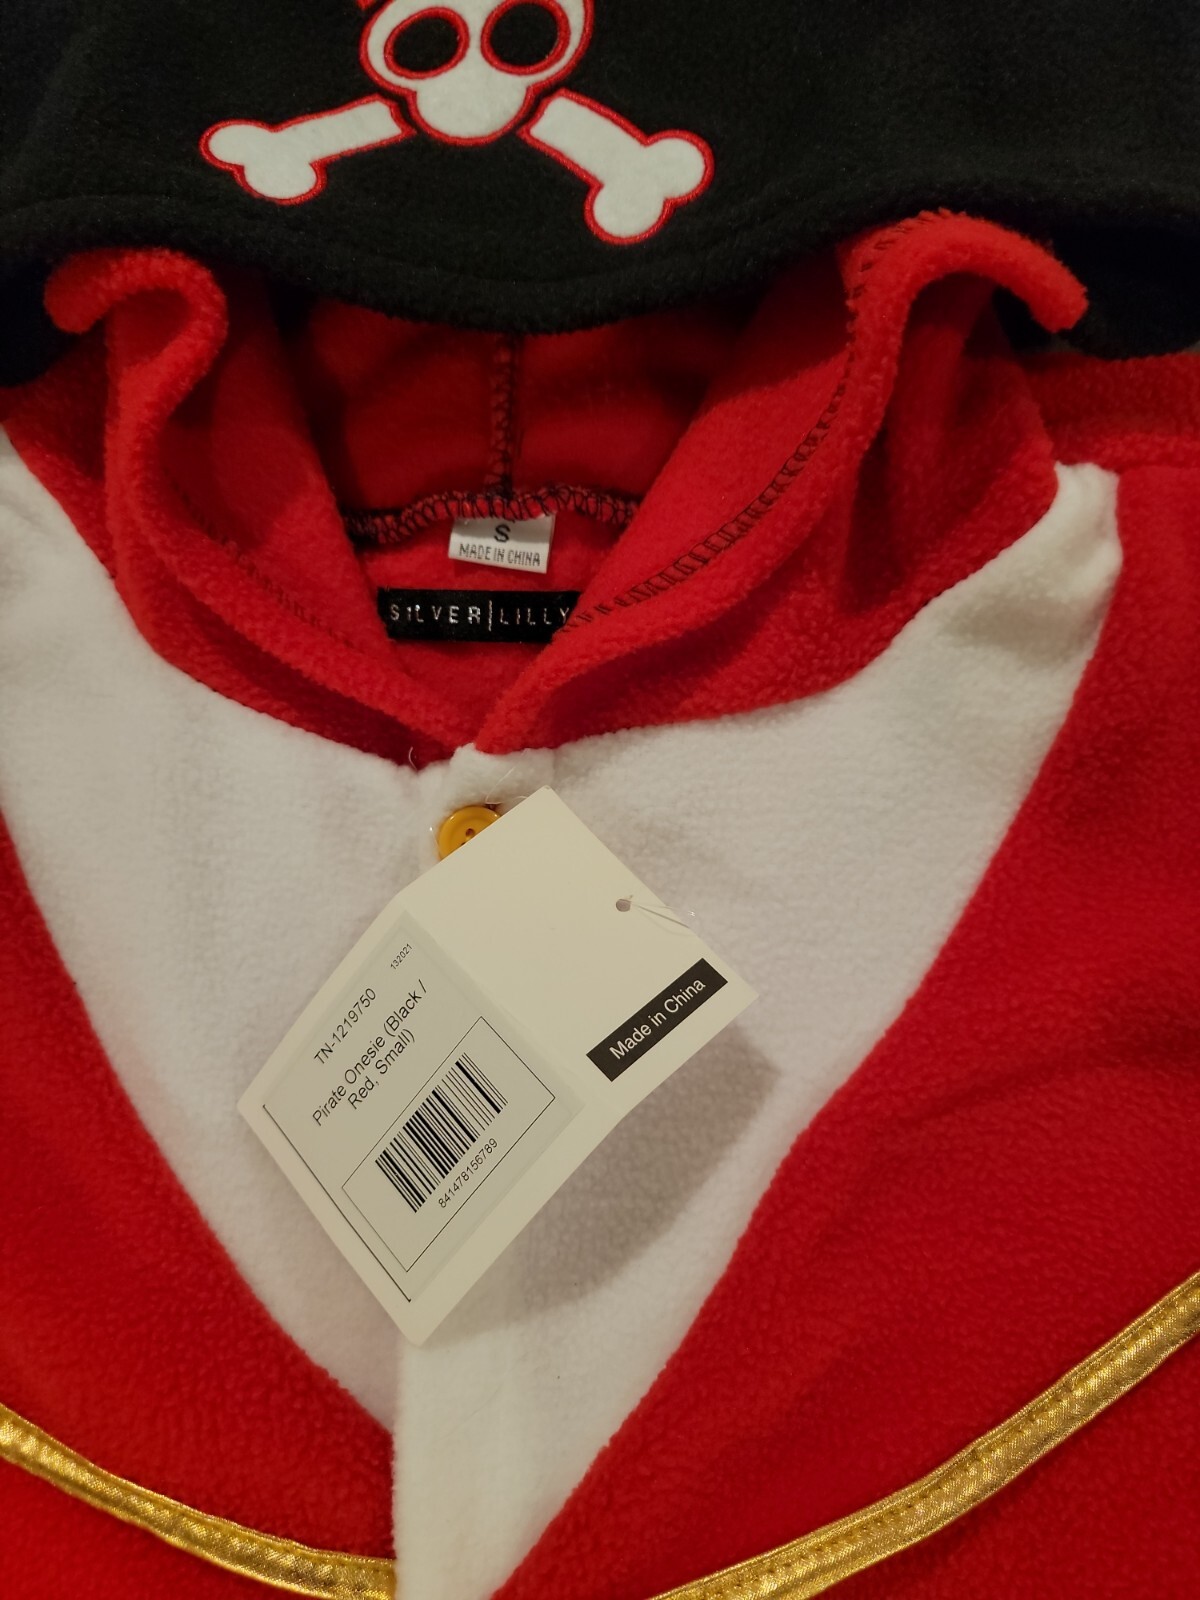 S
MADE IN CHINA
SILVER|LILLY
132021
TN-1219750
Pirate Onesie (Black /
Red, Small)
841478156789
Made in China